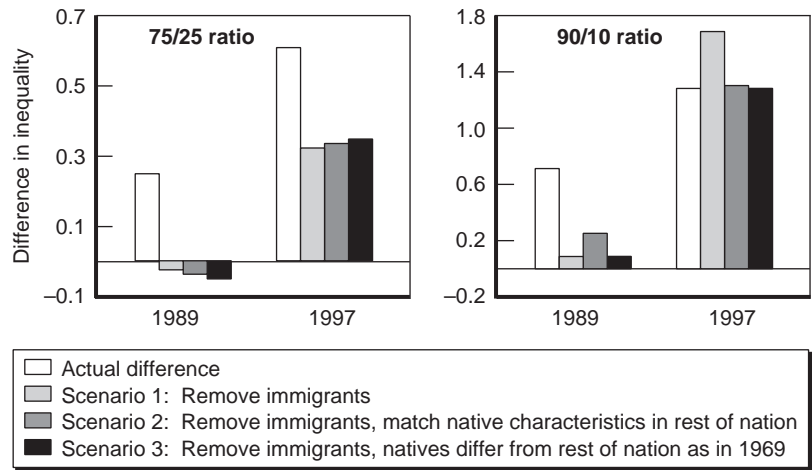 75/25 ratio
Difference in inequality
0.7
0.5
0.3
0.1
–0.1
1989
1997
90/10 ratio
1.8
1.4
1.0
0.6
0.2
–0.2
1989
1997
Actual difference
Scenario 1: Remove immigrants
Scenario 2: Remove immigrants, match native characteristics in rest of nation
Scenario 3: Remove immigrants, natives differ from rest of nation as in 1969